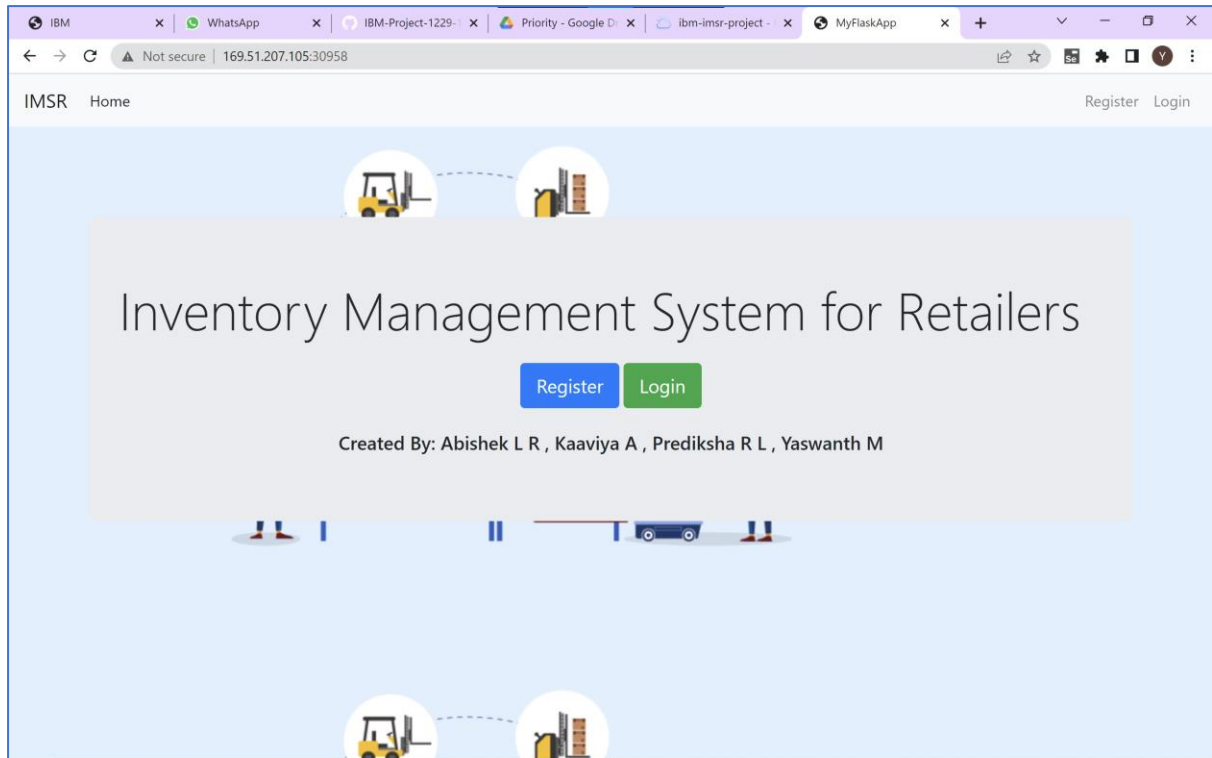 IBM
WhatsApp
IBM-Project-1229-
Priority - Google D
ibm-imsr-project -
MyFlaskApp
Not secure | 169.51.207.105:30958
Se
Y
IMSR Home
Register Login
Inventory Management System for Retailers
Register Login
Created By: Abishek L R , Kaaviya A , Prediksha R L , Yaswanth M